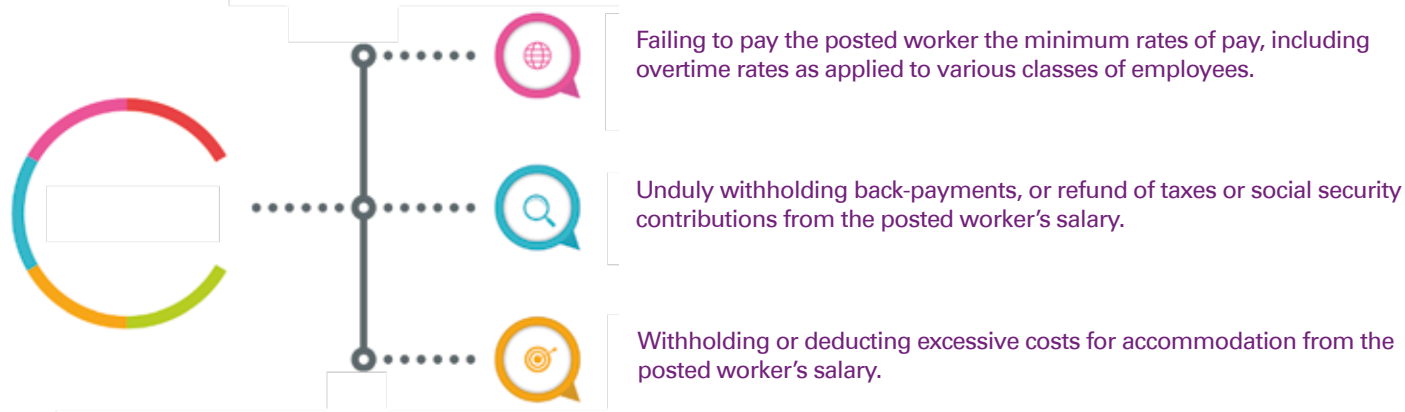 Failing to pay the posted worker the minimum rates of pay, including
overtime rates as applied to various classes of employees.
Unduly withholding back-payments, or refund of taxes or social security
contributions from the posted worker's salary.
Withholding or deducting excessive costs for accommodation from the
posted worker's salary.